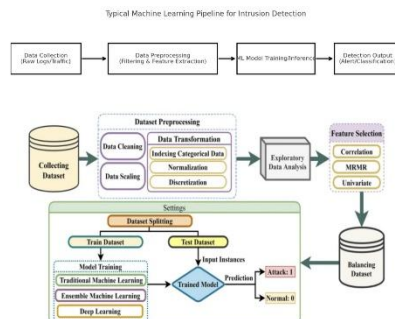 Typical Machine Learning Pipeline for Intrusion Detection
Data Collection
(Raw Logs/Traffic)
Data Preprocessing
(Filtering & Feature Extraction)
ML Model Training/Inference
Detection Output
(Alert/Classification)
Dataset Preprocessing
Data Cleaning
Data Scaling
Data Transformation
Indexing Categorical Data
Normalization
Discretization
Collecting
Dataset
Exploratory
Data Analysis
Feature Selection
Correlation
MRMR
Univariate
Balancing
Dataset
Settings
Dataset Splitting
Train Dataset
Test Dataset
Input Instances
Model Training
Traditional Machine Learning
Ensemble Machine Learning
Deep Learning
Trained Model
Prediction
Attack: 1
Normal: 0